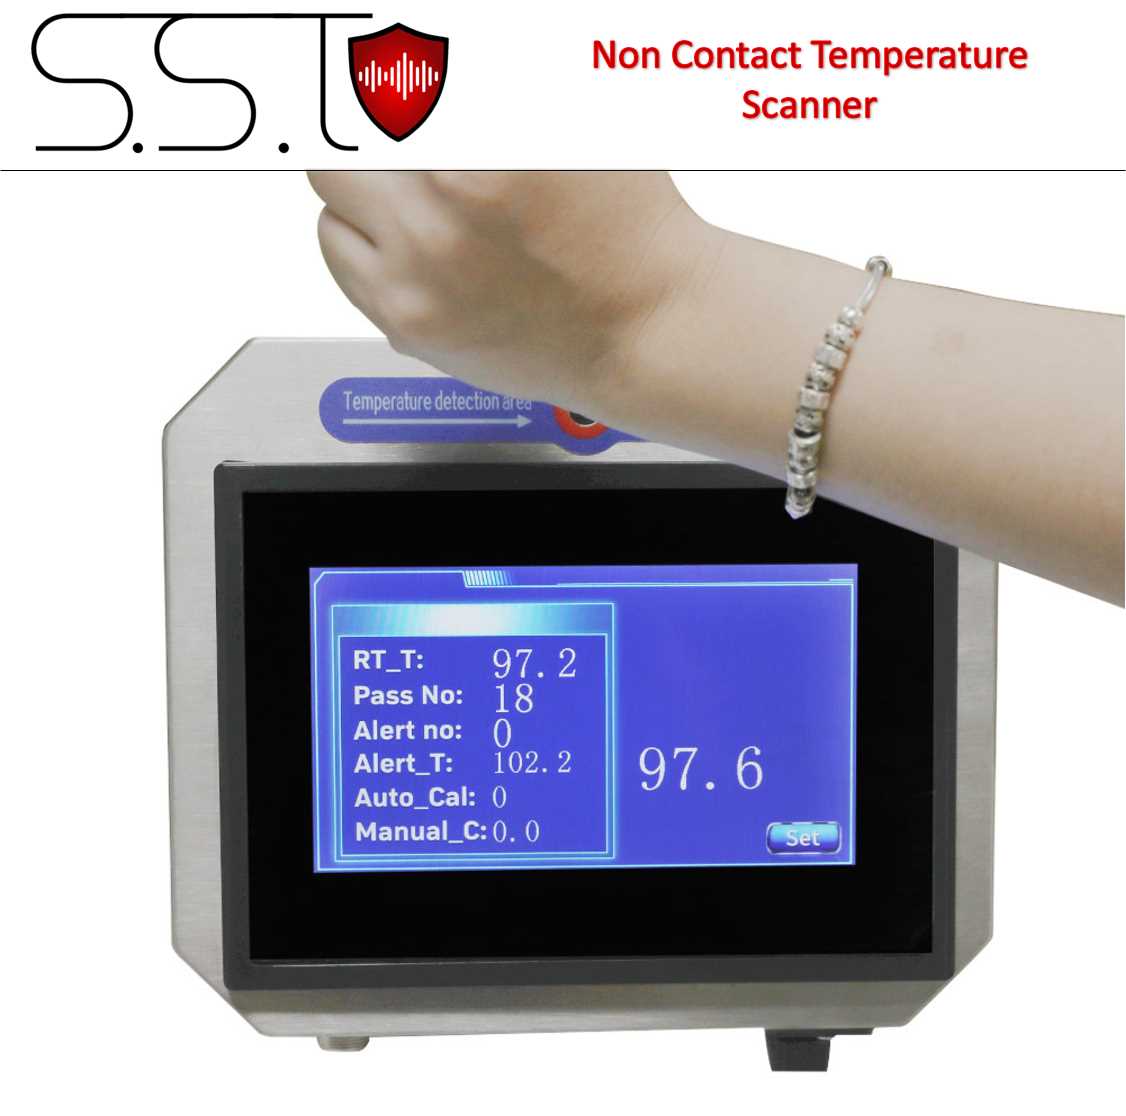 S.S.T
Non Contact Temperature
Scanner
Temperature detection area
RT_T: 97.2
Pass No: 18
Alert no: 0
Alert_T: 102.2
Auto_Cal: 0
Manual_C: 0.0
97.6
Set